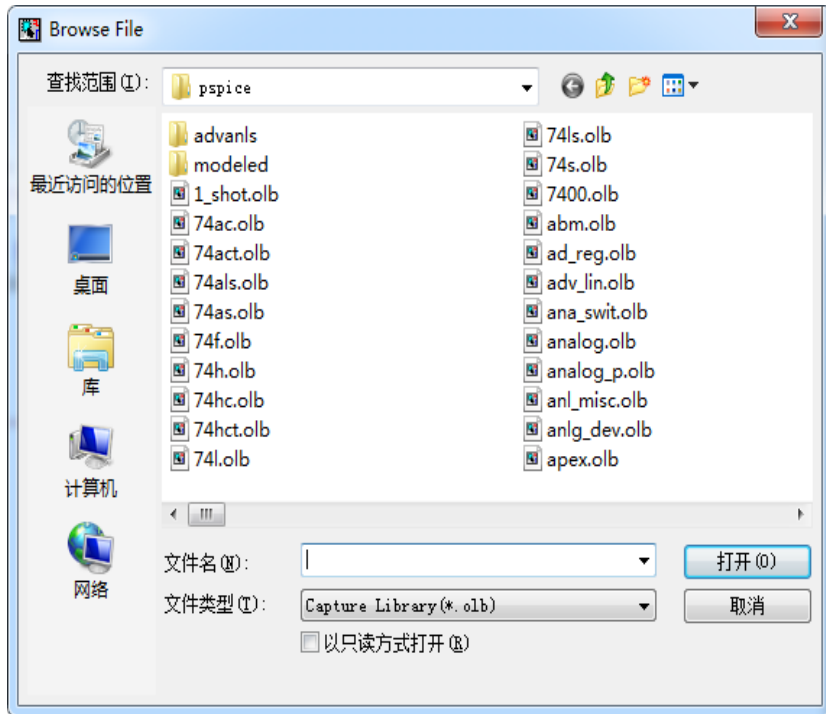 Browse File
查找范围(I):
pspice
最近访问的位置
桌面
库
计算机
网络
advanls
modeled
1_shot.olb
74ac.olb
74act.olb
74als.olb
74as.olb
74f.olb
74h.olb
74hc.olb
74hct.olb
74l.olb
74ls.olb
74s.olb
7400.olb
abm.olb
ad_reg.olb
adv_lin.olb
ana_swit.olb
analog.olb
analog_p.olb
anl_misc.olb
anlg_dev.olb
apex.olb
文件名(N):
打开(O)
文件类型(T):
Capture Library(*.olb)
取消
以只读方式打开(R)